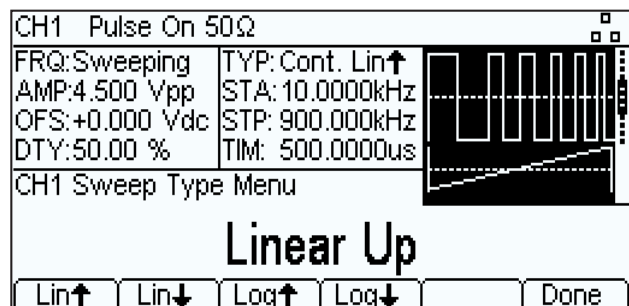 CH1 Pulse On 50Ω
FRQ:Sweeping TYP:Cont. Lin↑
AMP:4.500 Vpp STA:10.0000kHz
OFS:+0.000 Vdc STP:900.000kHz
DTY:50.00 % TIM: 500.0000us
CH1 Sweep Type Menu
Linear Up
Lin↑ Lin↓ Log↑ Log↓ Done